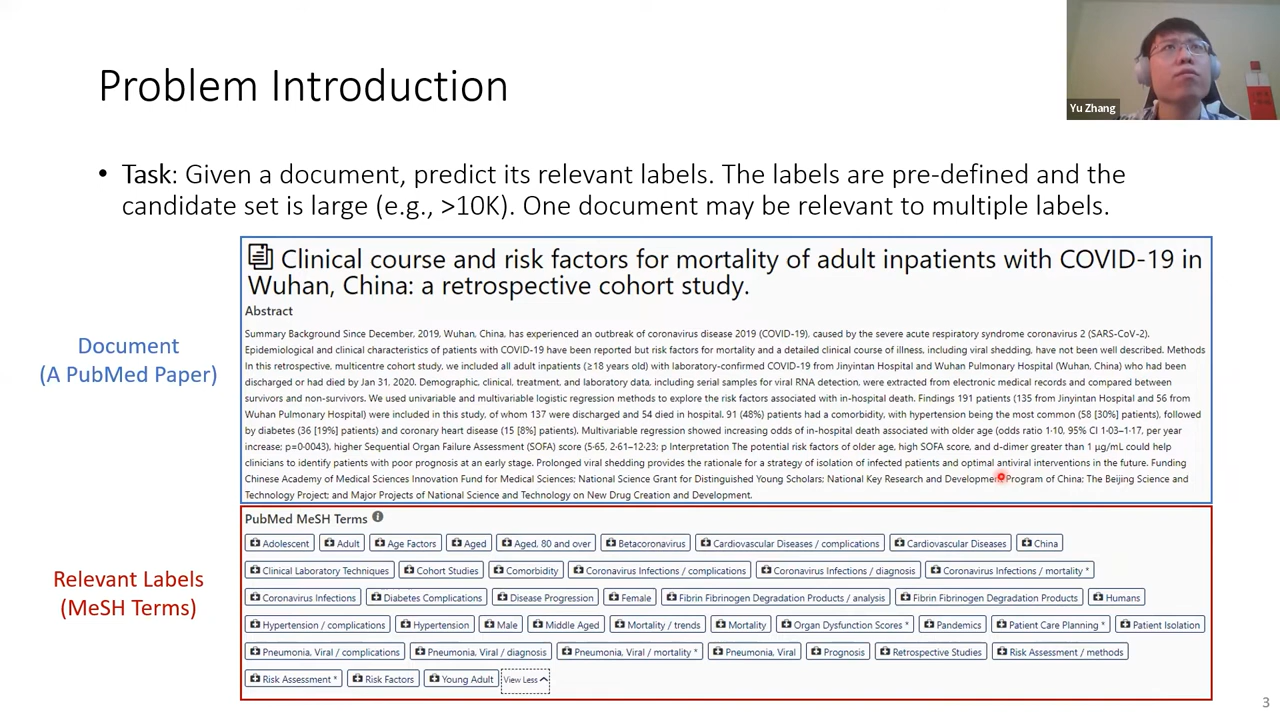 Problem Introduction
Yu Zhang
• Task: Given a document, predict its relevant labels. The labels are pre-defined and the
candidate set is large (e.g., >10K). One document may be relevant to multiple labels.
Clinical course and risk factors for mortality of adult inpatients with COVID-19 in
Wuhan, China: a retrospective cohort study.
Abstract
Summary Background Since December, 2019, Wuhan, China, has experienced an outbreak of coronavirus disease 2019 (COVID-19), caused by the severe acute respiratory syndrome coronavirus 2 (SARS-CoV-2).
Epidemiological and clinical characteristics of patients with COVID-19 have been reported but risk factors for mortality and a detailed clinical course of illness, including viral shedding, have not been well described. Methods
In this retrospective, multicentre cohort study, we included all adult inpatients (≥18 years old) with laboratory-confirmed COVID-19 from Jinyintan Hospital and Wuhan Pulmonary Hospital (Wuhan, China) who had been
discharged or had died by Jan 31, 2020. Demographic, clinical, treatment, and laboratory data, including serial samples for viral RNA detection, were extracted from electronic medical records and compared between
survivors and non-survivors. We used univariable and multivariable logistic regression methods to explore the risk factors associated with in-hospital death. Findings 191 patients (135 from Jinyintan Hospital and 56 from
Wuhan Pulmonary Hospital) were included in this study, of whom 137 were discharged and 54 died in hospital. 91 (48%) patients had a comorbidity, with hypertension being the most common (58 [30%] patients), followed
by diabetes (36 [19%] patients) and coronary heart disease (15 [8%] patients). Multivariable regression showed increasing odds of in-hospital death associated with older age (odds ratio 1·10, 95% CI 1·03–1·17, per year
increase; p=0·0043), higher Sequential Organ Failure Assessment (SOFA) score (5·65, 2·61–12·23; p Interpretation The potential risk factors of older age, high SOFA score, and d-dimer greater than 1 μg/mL could help
clinicians to identify patients with poor prognosis at an early stage. Prolonged viral shedding provides the rationale for a strategy of isolation of infected patients and optimal antiviral interventions in the future. Funding
Chinese Academy of Medical Sciences Innovation Fund for Medical Sciences; National Science Grant for Distinguished Young Scholars; National Key Research and Development Program of China; The Beijing Science and
Technology Project; and Major Projects of National Science and Technology on New Drug Creation and Development.
Document
(A PubMed Paper)
PubMed MeSH Terms
Adolescent Adult Age Factors Aged Aged, 80 and over Betacoronavirus Cardiovascular Diseases / complications Cardiovascular Diseases China
Clinical Laboratory Techniques Cohort Studies Comorbidity Coronavirus Infections / complications Coronavirus Infections / diagnosis Coronavirus Infections / mortality *
Coronavirus Infections Diabetes Complications Disease Progression Female Fibrin Fibrinogen Degradation Products / analysis Fibrin Fibrinogen Degradation Products Humans
Hypertension / complications Hypertension Male Middle Aged Mortality / trends Mortality Organ Dysfunction Scores * Pandemics Patient Care Planning * Patient Isolation
Pneumonia, Viral / complications Pneumonia, Viral / diagnosis Pneumonia, Viral / mortality * Pneumonia, Viral Prognosis Retrospective Studies Risk Assessment / methods
Risk Assessment * Risk Factors Young Adult View Less
Relevant Labels
(MeSH Terms)
3